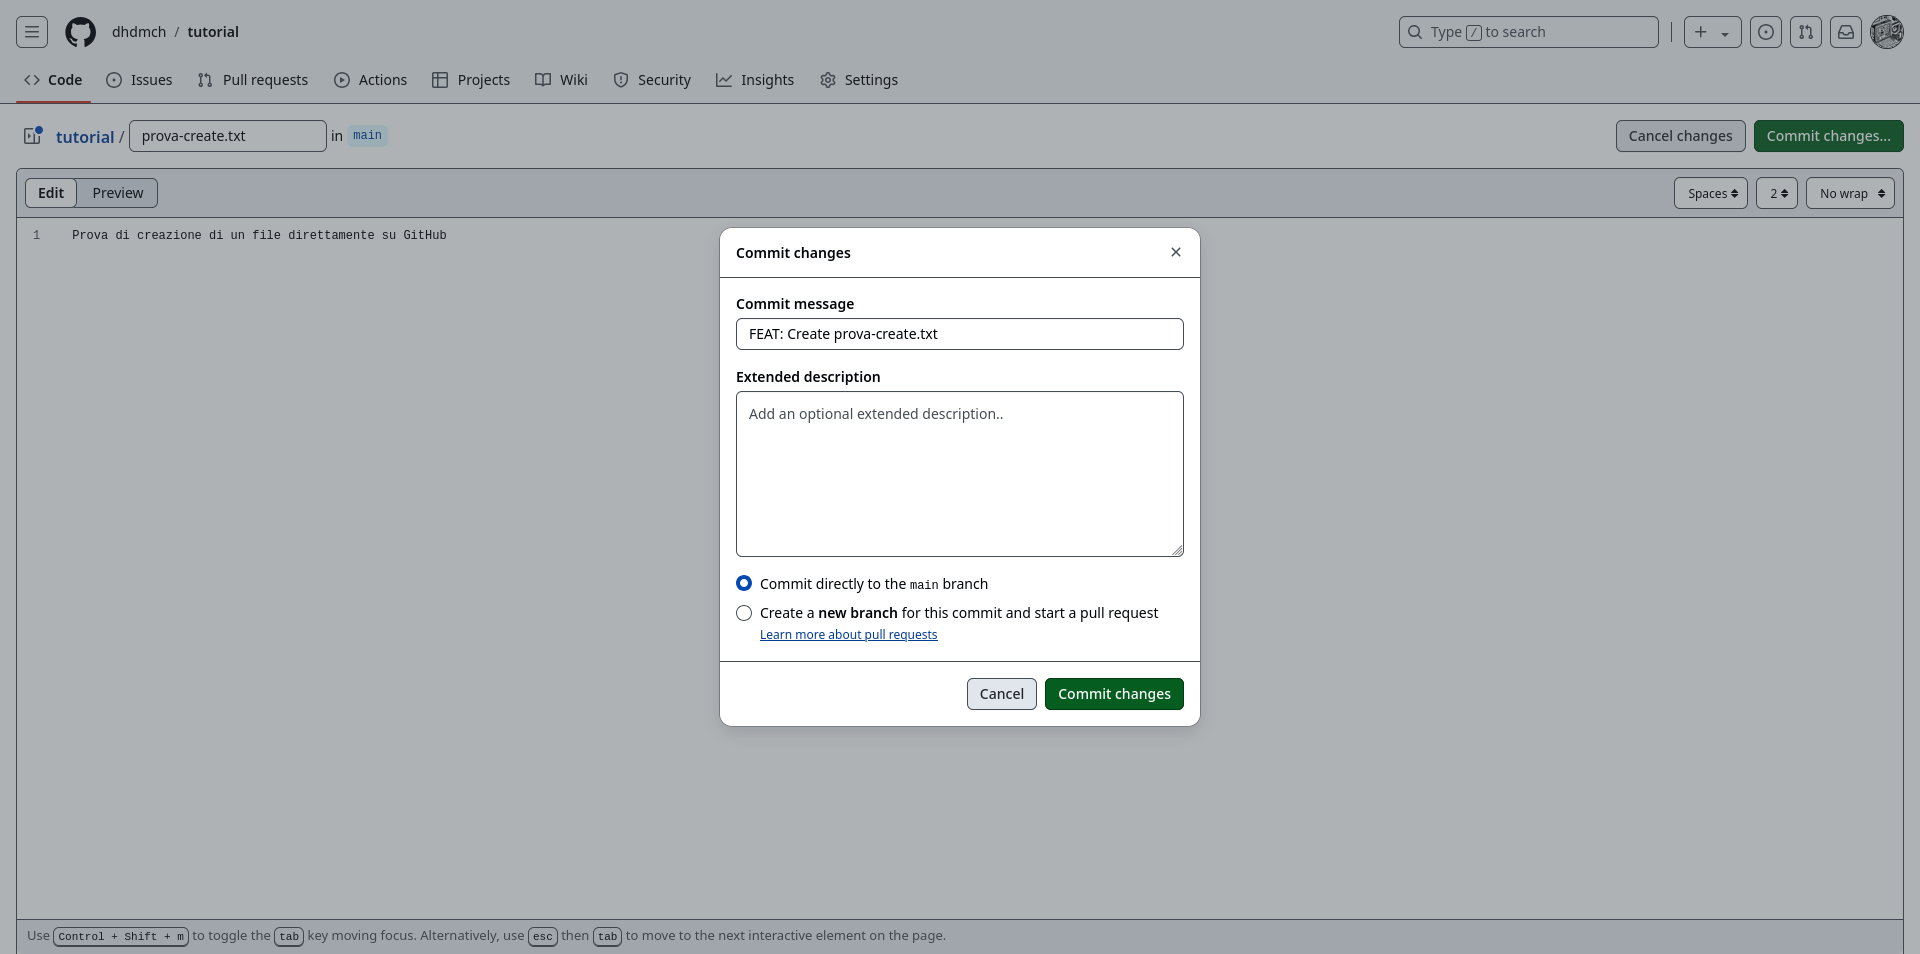 dhdmch / tutorial
Type / to search
Code Issues Pull requests Actions Projects Wiki Security Insights Settings
tutorial / prova-create.txt in main
Cancel changes Commit changes...
Edit Preview
Spaces 2 No wrap
1 Prova di creazione di un file direttamente su GitHub
Commit changes
Commit message
FEAT: Create prova-create.txt
Extended description
Add an optional extended description..
Commit directly to the main branch
Create a new branch for this commit and start a pull request
Learn more about pull requests
Cancel Commit changes
Use Control + Shift + m to toggle the tab key moving focus. Alternatively, use esc then tab to move to the next interactive element on the page.